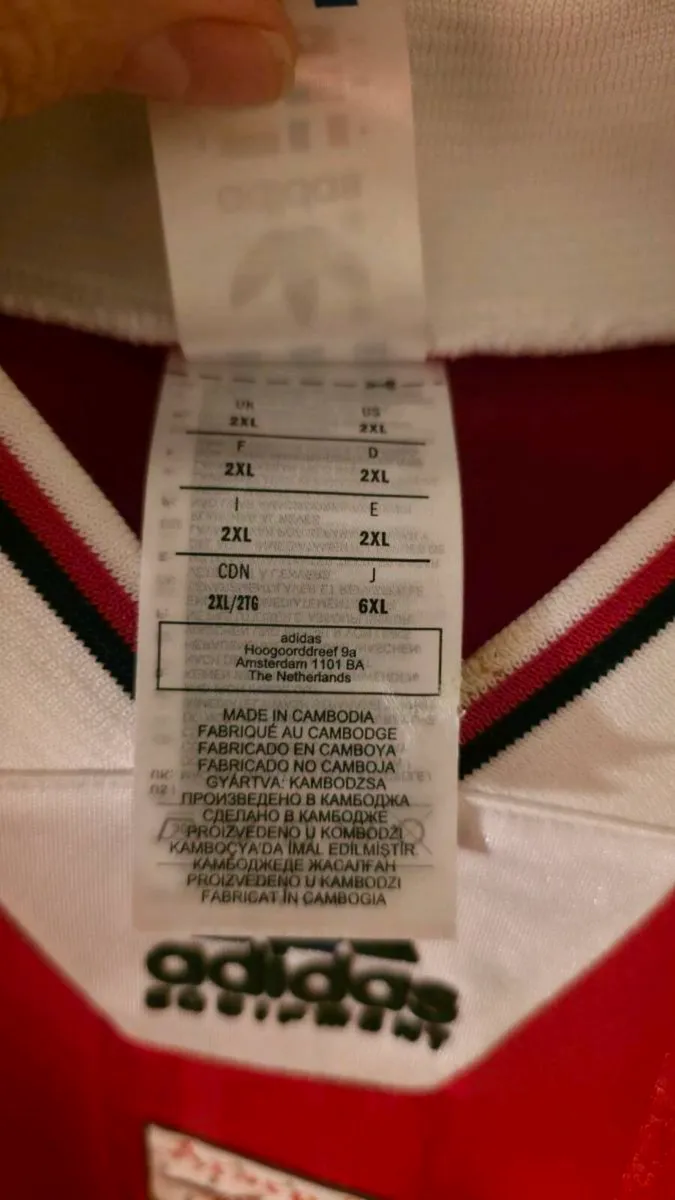 UK US
2XL 2XL
F D
2XL 2XL
I E
2XL 2XL
CDN J
2XL/2TG 6XL
adidas
Hoogoorddreef 9a
Amsterdam 1101 BA
The Netherlands
MADE IN CAMBODIA
FABRIQUÉ AU CAMBODGE
FABRICADO EN CAMBOYA
FABRICADO NO CAMBOJA
GYÁRTVA: KAMBODZSA
ПРОИЗВЕДЕНО В КАМБОДЖА
СДЕЛАНО В КАМБОДЖЕ
PROIZVEDENO U KOMBODŽI
KAMBOÇYA'DA İMAL EDİLMİŞTİR
КАМБОДЖЕДЕ ЖАСАЛҒАН
PROIZVEDENO U KAMBODZI
FABRICAT ÎN CAMBOGIA
adidas
EQUIPMENT